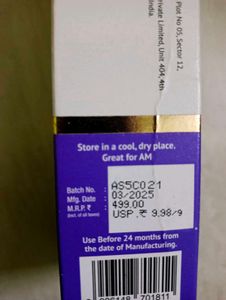 Plot No 05, Sector 12,
Private Limited, Unit 404, 4th
India.
Store in a cool, dry place.
Great for AM
Batch No. : AS5C021
Mfg. Date : 03/2025
M.R.P. ₹ : 499.00
(Incl. of all taxes) USP ₹ 9.98/g
Use Before 24 months from
the date of Manufacturing.
701811